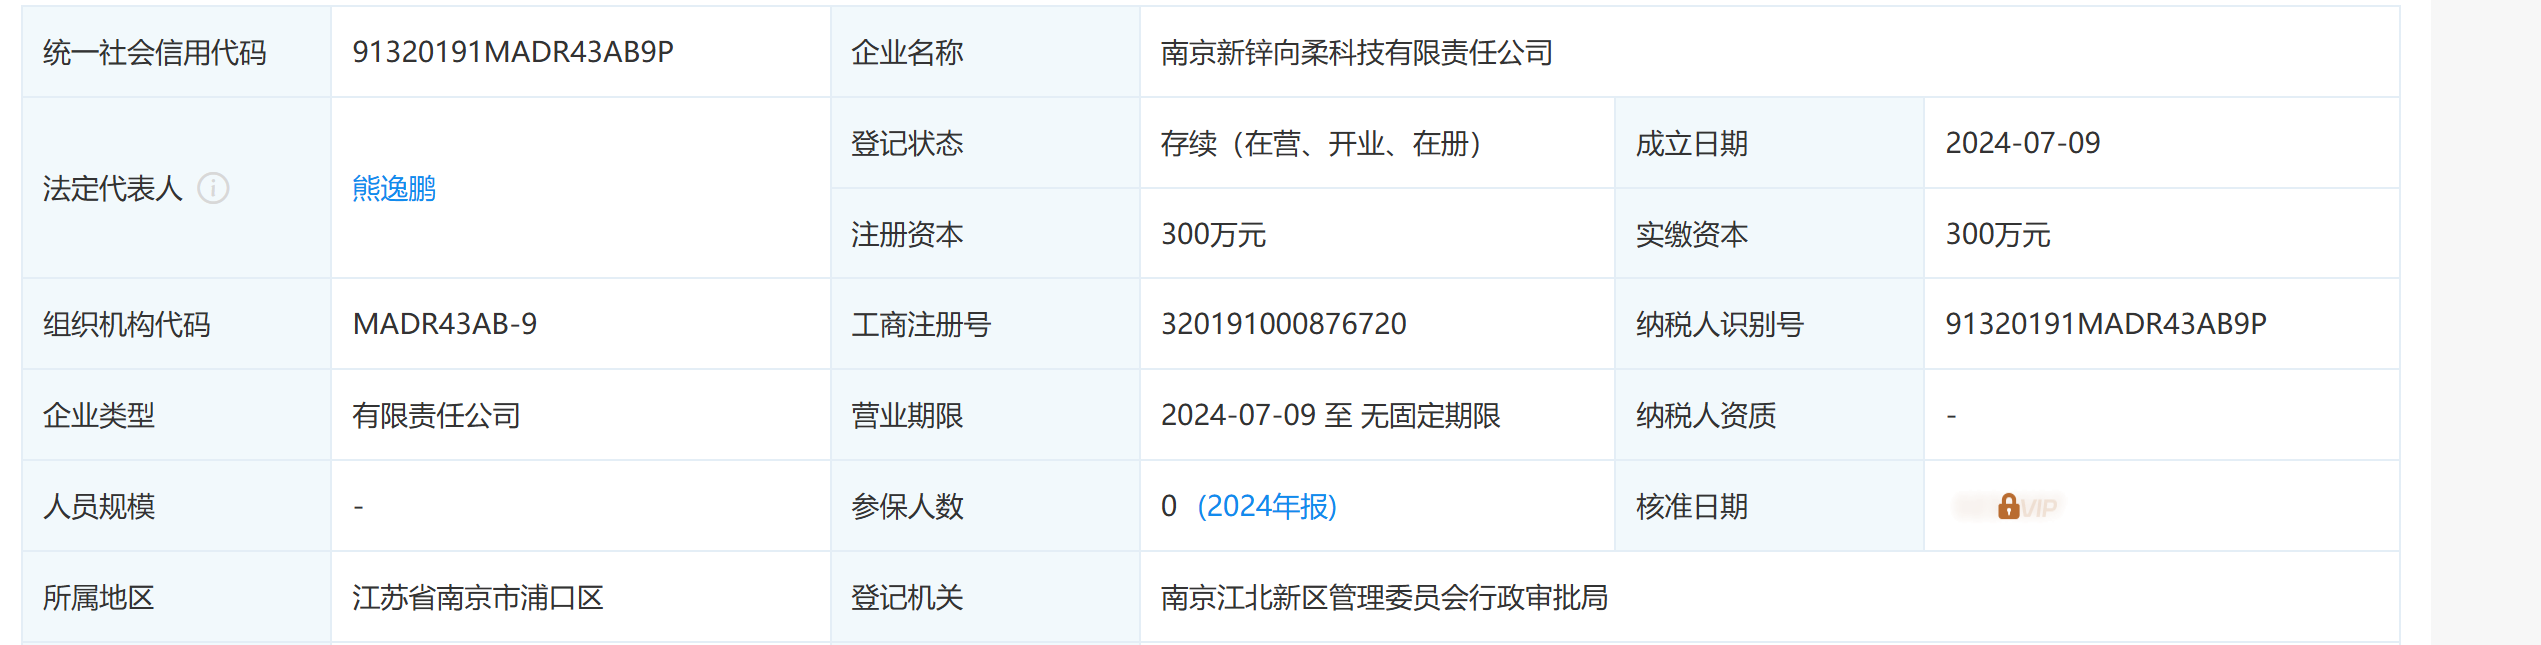 统一社会信用代码 91320191MADR43AB9P 企业名称 南京新锌向柔科技有限责任公司
法定代表人 熊逸鹏 登记状态 存续（在营、开业、在册） 成立日期 2024-07-09
注册资本 300万元 实缴资本 300万元
组织机构代码 MADR43AB-9 工商注册号 320191000876720 纳税人识别号 91320191MADR43AB9P
企业类型 有限责任公司 营业期限 2024-07-09 至 无固定期限 纳税人资质 -
人员规模 - 参保人数 0 (2024年报) 核准日期 VIP
所属地区 江苏省南京市浦口区 登记机关 南京江北新区管理委员会行政审批局